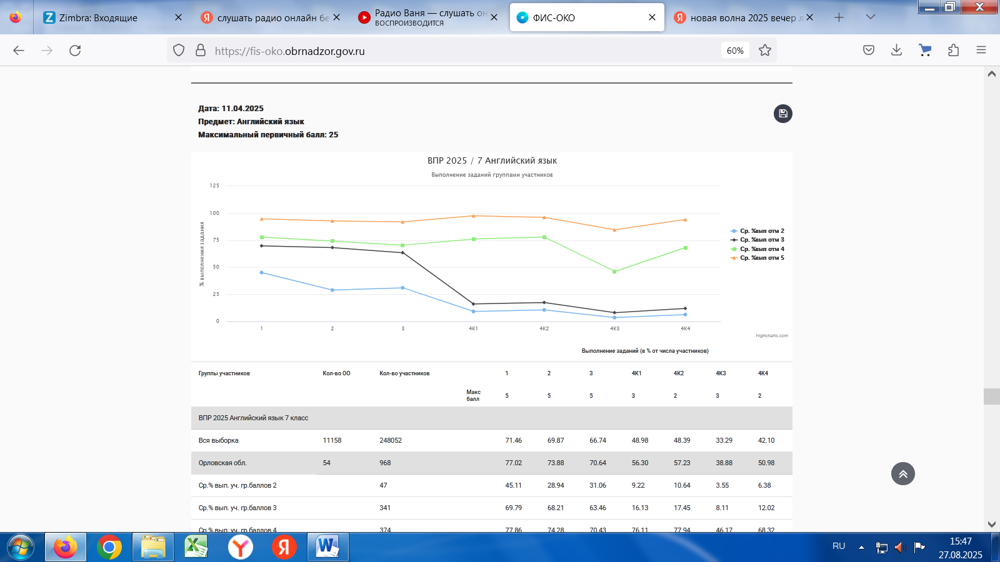 Zimbra: Входящие
слушать радио онлайн бе
Радио Ваня — слушать он
ВОСПРОИЗВОДИТСЯ
ФИС-ОКО
новая волна 2025 вечер л
https://fis-oko.obrnadzor.gov.ru
60%
Дата: 11.04.2025
Предмет: Английский язык
Максимальный первичный балл: 25
ВПР 2025 / 7 Английский язык
Выполнение заданий группами участников
% выполнения задания
125
100
75
50
25
0
1 2 3 4К1 4К2 4К3 4К4
Ср. %вып отм 2
Ср. %вып отм 3
Ср. %вып отм 4
Ср. %вып отм 5
Highcharts.com
Выполнение заданий (в % от числа участников)
Группы участников Кол-во ОО Кол-во участников 1 2 3 4К1 4К2 4К3 4К4
Макс балл 5 5 5 3 2 3 2
ВПР 2025 Английский язык 7 класс
Вся выборка 11158 248052 71.46 69.87 66.74 48.98 48.39 33.29 42.10
Орловская обл. 54 968 77.02 73.88 70.64 56.30 57.23 38.88 50.98
Ср.% вып. уч. гр.баллов 2 47 45.11 28.94 31.06 9.22 10.64 3.55 6.38
Ср.% вып. уч. гр.баллов 3 341 69.79 68.21 63.46 16.13 17.45 8.11 12.02
Ср.% вып. уч. гр.баллов 4 374 77.86 74.28 70.43 76.11 77.94 46.17 68.32
RU
15:47
27.08.2025